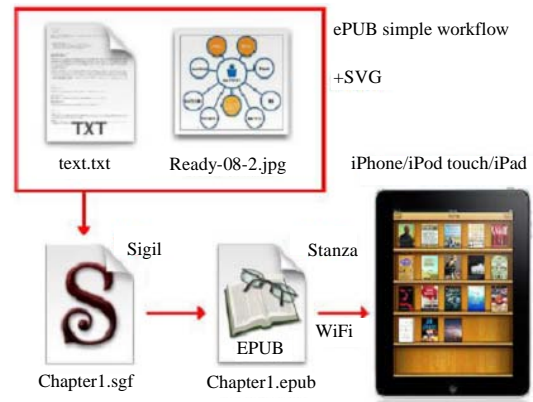 ePUB simple workflow
+SVG
TXT
text.txt
Ready-08-2.jpg
iPhone/iPod touch/iPad
Sigil
Stanza
WiFi
S
EPUB
Chapter1.sgf
Chapter1.epub